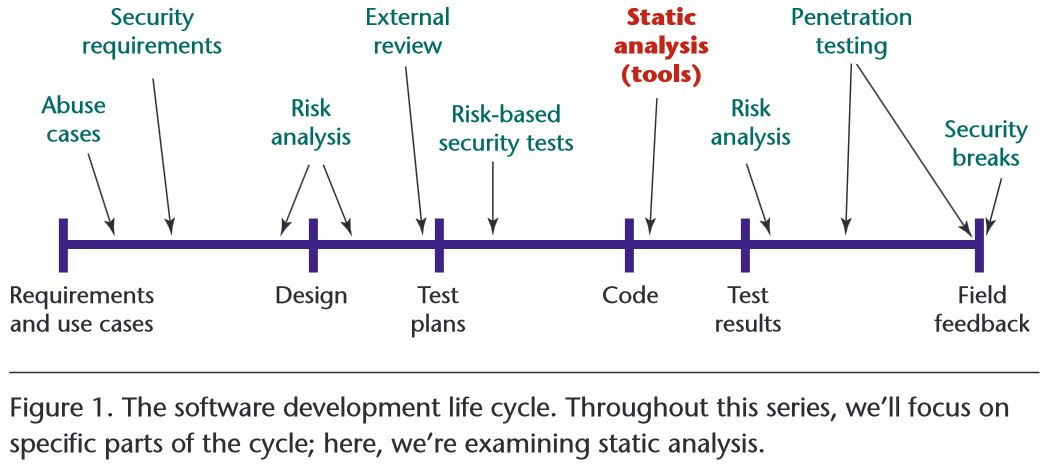 Security
requirements
External
review
Static
analysis
(tools)
Penetration
testing
Abuse
cases
Risk
analysis
Risk-based
security tests
Risk
analysis
Security
breaks
Requirements
and use cases
Design
Test
plans
Code
Test
results
Field
feedback
Figure 1. The software development life cycle. Throughout this series, we’ll focus on
specific parts of the cycle; here, we’re examining static analysis.